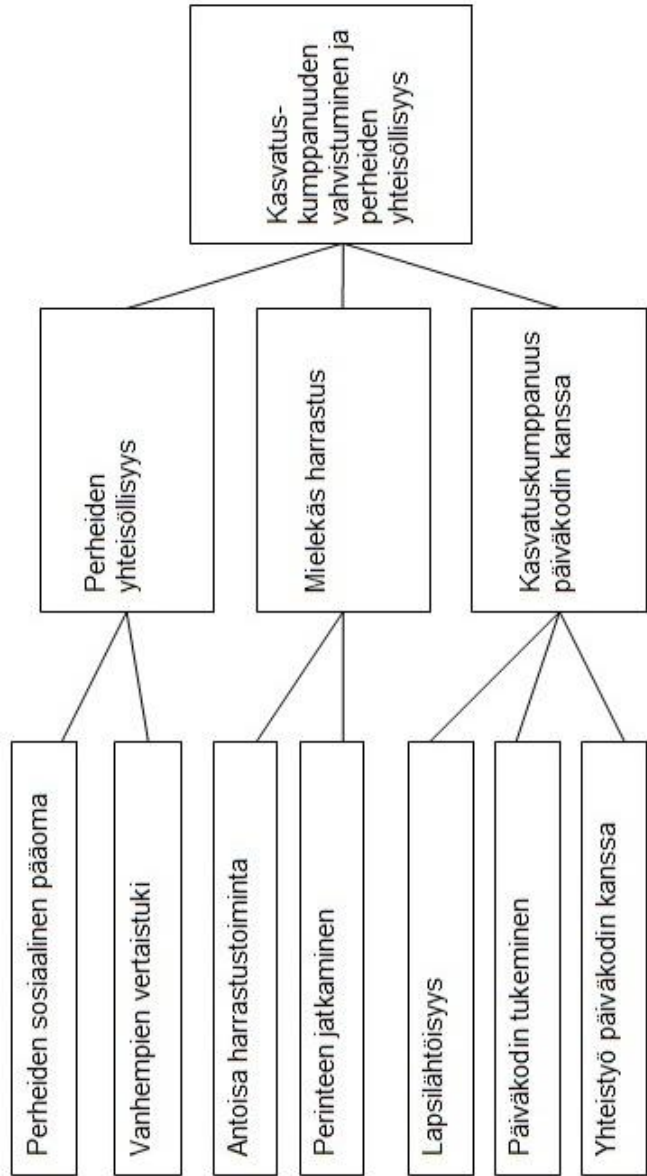 Perheiden sosiaalinen pääoma
Vanhempien vertaistuki
Antoisa harrastustoiminta
Perinteen jatkaminen
Lapsilähtöisyys
Päiväkodin tukeminen
Yhteistyö päiväkodin kanssa
Perheiden
yhteisöllisyys
Mielekäs harrastus
Kasvatuskumppanuus
päiväkodin kanssa
Kasvatus-
kumppanuuden
vahvistuminen ja
perheiden
yhteisöllisyys